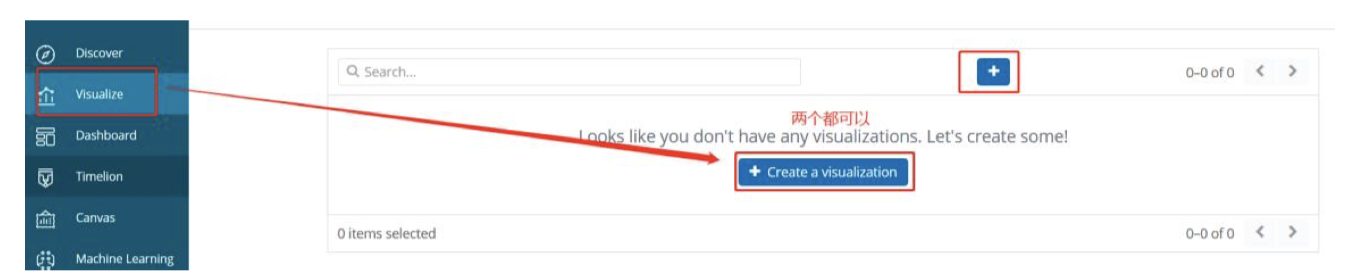 Discover
Visualize
Dashboard
Timelion
Canvas
Machine Learning
Search...
0–0 of 0
两个都可以
Looks like you don't have any visualizations. Let's create some!
Create a visualization
0 items selected
0–0 of 0